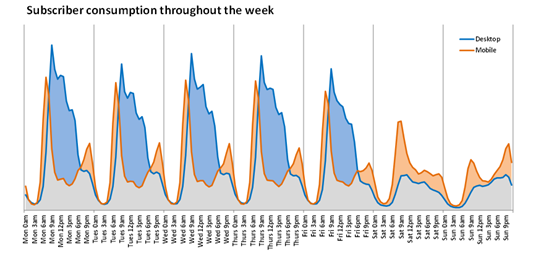 Subscriber consumption throughout the week
Desktop
Mobile
Mon 0am
Mon 3am
Mon 6am
Mon 9am
Mon 12pm
Mon 3pm
Mon 6pm
Mon 9pm
Tues 0am
Tues 3am
Tues 6am
Tues 9am
Tues 12pm
Tues 3pm
Tues 6pm
Tues 9pm
Wed 0am
Wed 3am
Wed 6am
Wed 9am
Wed 12pm
Wed 3pm
Wed 6pm
Wed 9pm
Thurs 0am
Thurs 3am
Thurs 6am
Thurs 9am
Thurs 12pm
Thurs 3pm
Thurs 6pm
Thurs 9pm
Fri 0am
Fri 3am
Fri 6am
Fri 9am
Fri 12pm
Fri 3pm
Fri 6pm
Fri 9pm
Sat 0am
Sat 3am
Sat 6am
Sat 9am
Sat 12pm
Sat 3pm
Sat 6pm
Sat 9pm
Sun 0am
Sun 3am
Sun 6am
Sun 9am
Sun 12pm
Sun 3pm
Sun 6pm
Sun 9pm